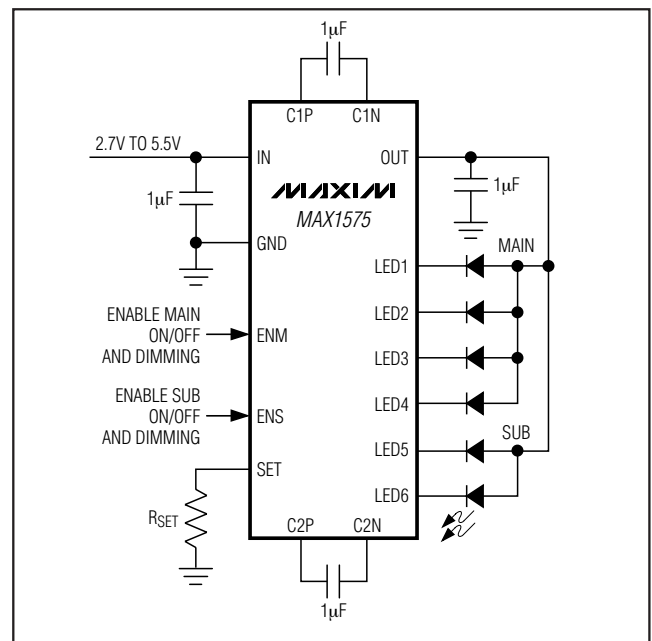 1µF
C1P C1N
2.7V TO 5.5V
IN
OUT
1µF
1µF
MAXIM
MAX1575
GND
MAIN
LED1
LED2
LED3
LED4
LED5
LED6
SUB
ENABLE MAIN
ON/OFF
AND DIMMING
ENM
ENABLE SUB
ON/OFF
AND DIMMING
ENS
SET
RSET
C2P C2N
1µF